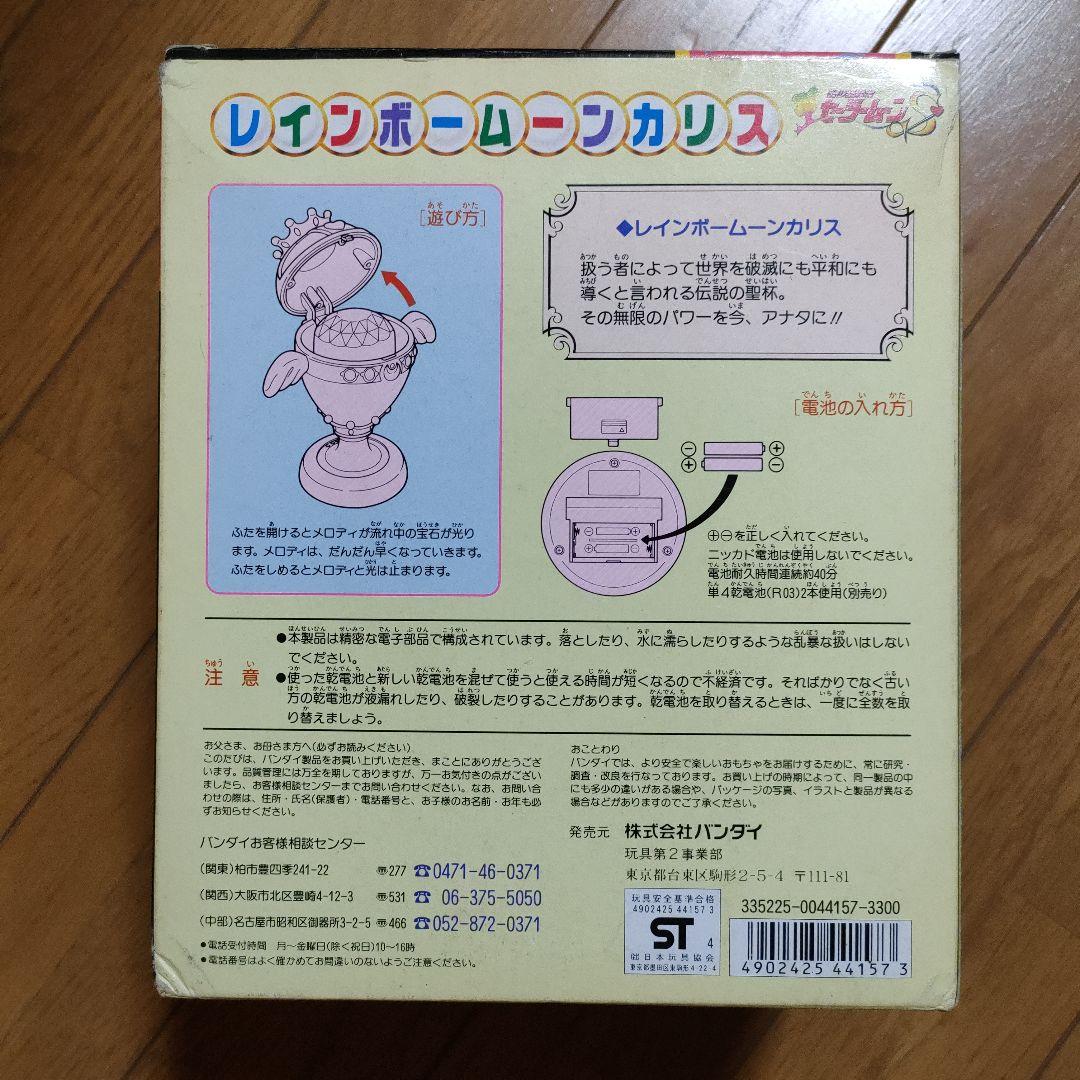 レインボームーンカリス
美少女戦士
セーラームーンS
[遊び方]
ふたを開けるとメロディが流れ中の宝石が光り
ます。メロディは、だんだん早くなっていきます。
ふたをしめるとメロディと光は止まります。
◆レインボームーンカリス
扱う者によって世界を破滅にも平和にも
導くと言われる伝説の聖杯。
その無限のパワーを今、アナタに!!
[電池の入れ方]
⊖ ⊕
⊕ ⊖
⊕⊖を正しく入れてください。
ニッカド電池は使用しないでください。
電池耐久時間連続約40分
単4乾電池(R03)2本使用(別売り)
注意
●本製品は精密な電子部品で構成されています。落としたり、水に濡らしたりするような乱暴な扱いはしない
でください。
●使った乾電池と新しい乾電池を混ぜて使うと使える時間が短くなるので不経済です。そればかりでなく古い
方の乾電池が液漏れしたり、破裂したりすることがあります。乾電池を取り替えるときは、一度に全数を取
り替えましょう。
お父さま、お母さま方へ(必ずお読みください)
このたびは、バンダイ製品をお買い上げいただき、まことにありがとうござ
います。品質管理には万全を期しておりますが、万一お気付きの点がござい
ましたら、お客様相談センターまでお問い合わせください。なお、お問い合
わせの際は、住所・氏名(保護者)・電話番号と、お子様のお名前・お年も必
ずお知らせください。
バンダイお客様相談センター
(関東)柏市豊四季241-22 〠277 ☎0471-46-0371
(関西)大阪市北区豊崎4-12-3 〠531 ☎06-375-5050
(中部)名古屋市昭和区御器所3-2-5 〠466 ☎052-872-0371
●電話受付時間 月〜金曜日(除く祝日)10〜16時
●電話番号はよく確かめてお間違いのないようご注意ください。
おことわり
バンダイでは、より安全で楽しいおもちゃをお届けするために、常に研究・
調査・改良を行なっております。お買い上げの時期によって、同一製品の中
にも多少の違いがある場合や、パッケージの写真、イラストと製品が異なる
場合などがありますのでご了承ください。
発売元 株式会社バンダイ
玩具第2事業部
東京都台東区駒形2-5-4 〒111-81
玩具安全基準合格
4902425 44157 3
ST 4
㈳日本玩具協会
東京都墨田区東駒形4-22-4
335225-0044157-3300
4902425 441573